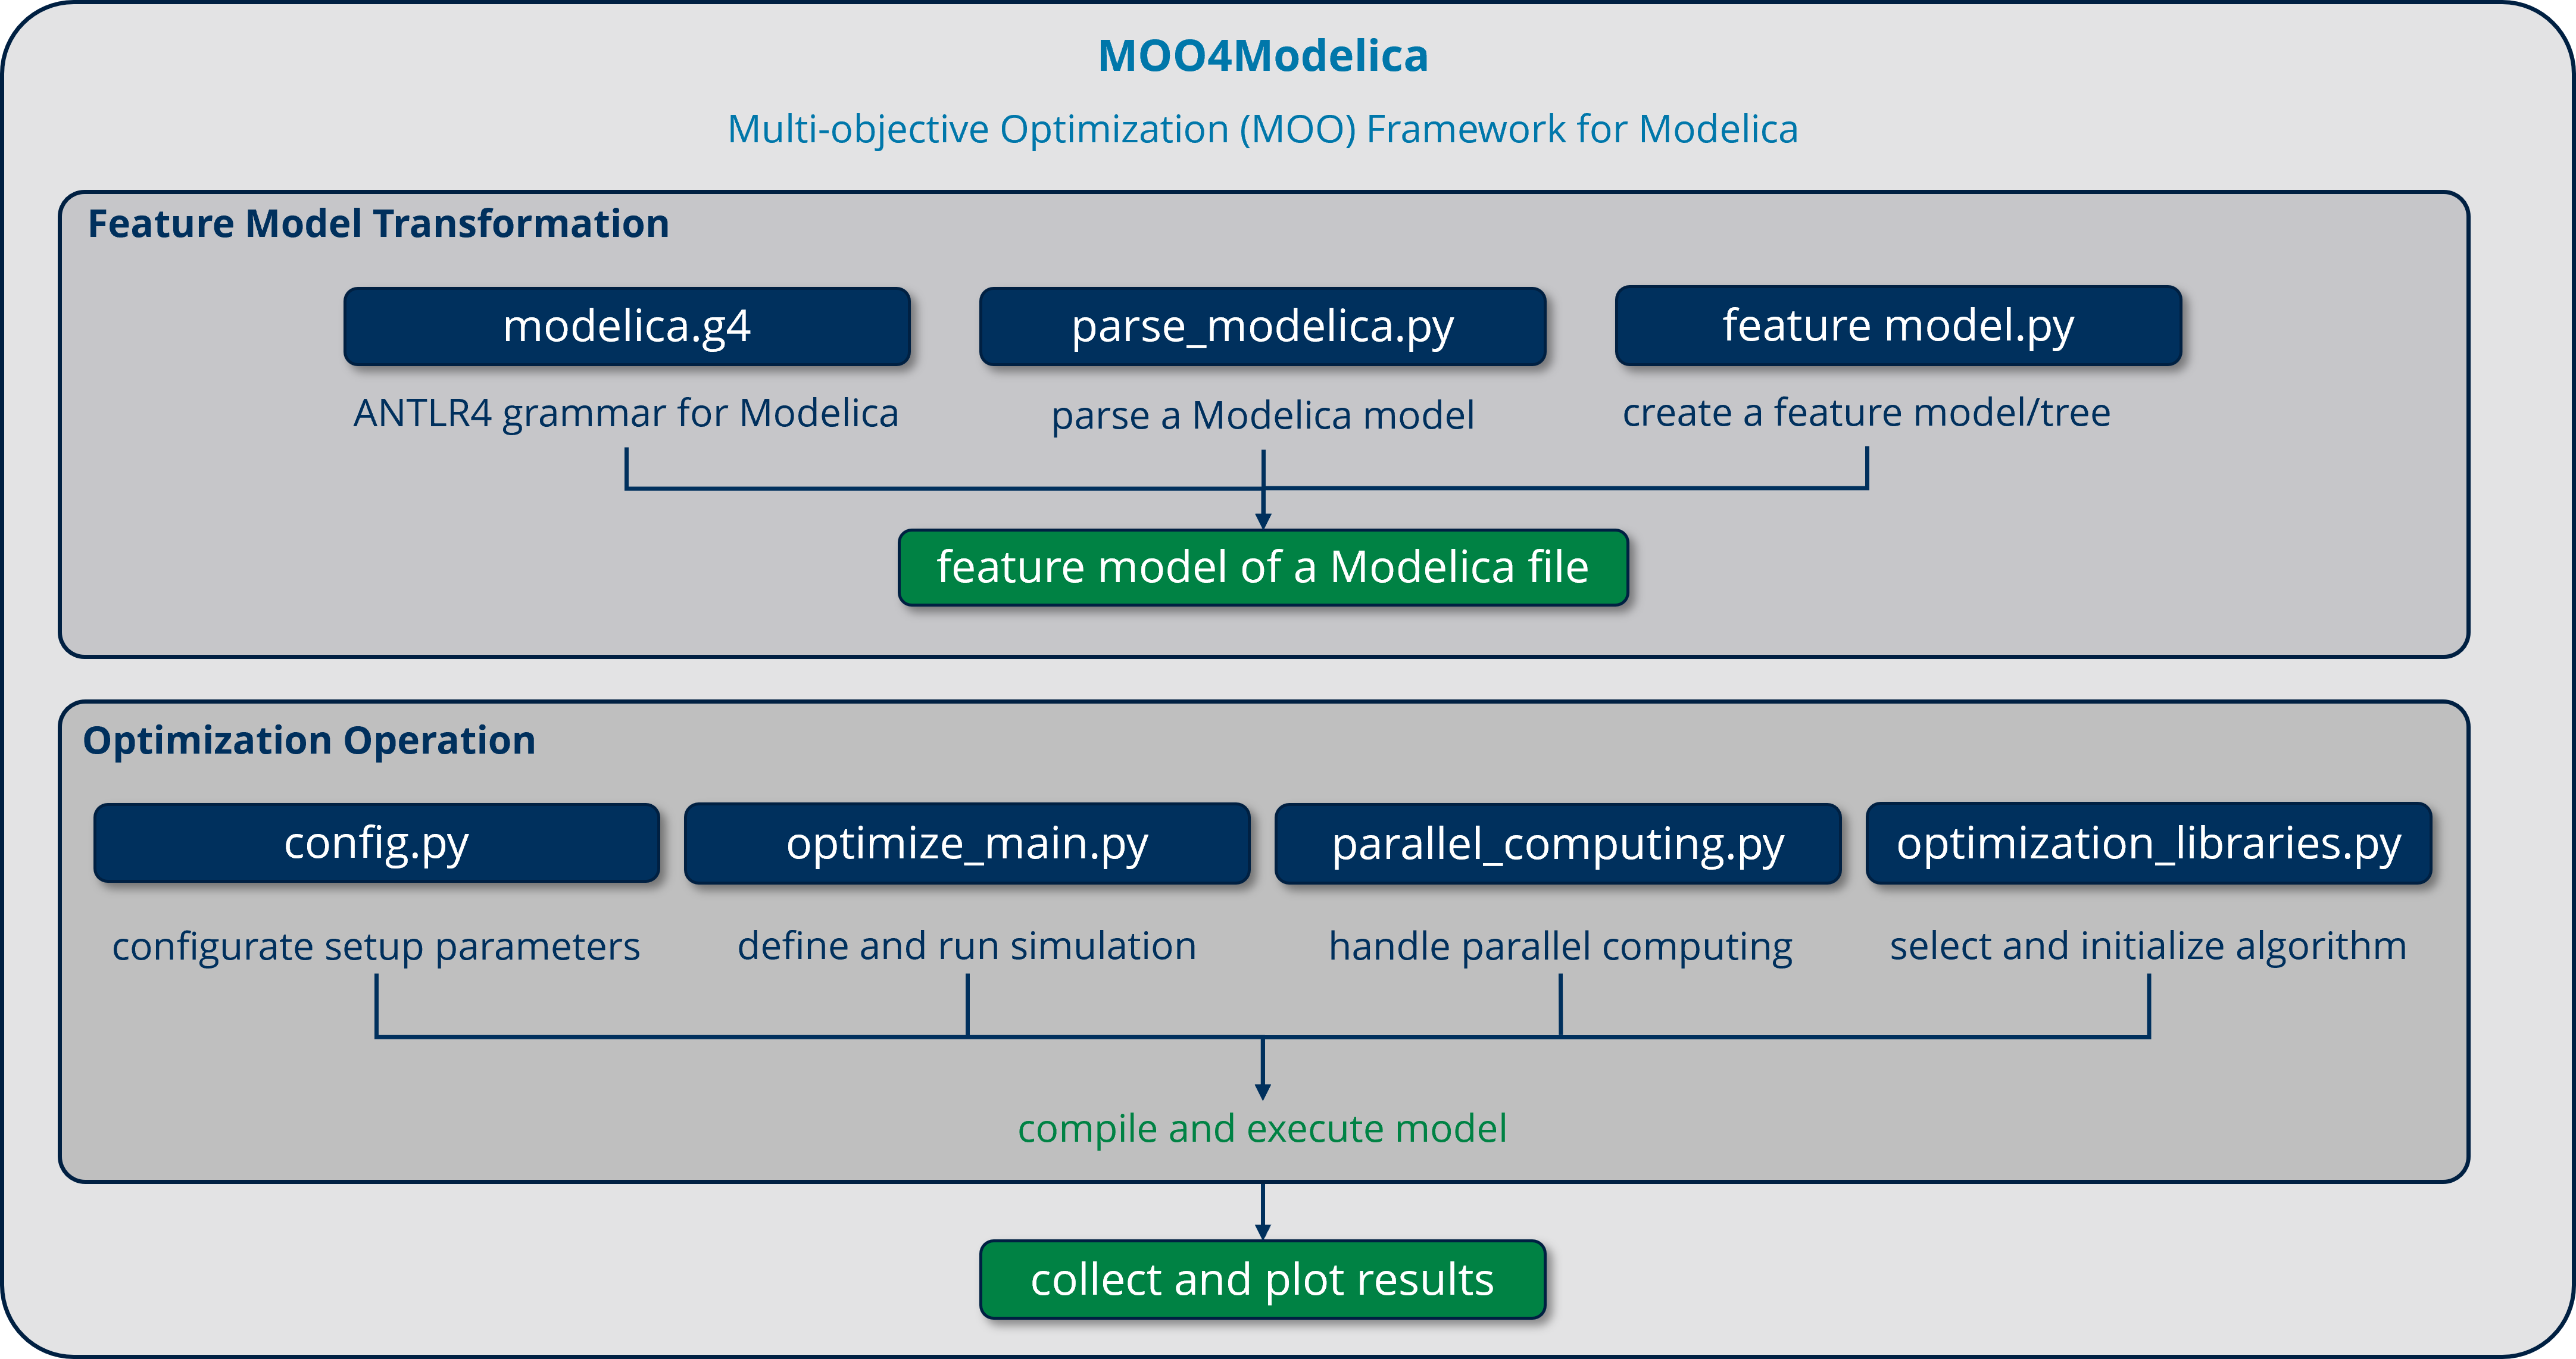 MOO4Modelica
Multi-objective Optimization (MOO) Framework for Modelica
Feature Model Transformation
modelica.g4
parse_modelica.py
feature model.py
ANTLR4 grammar for Modelica
parse a Modelica model
create a feature model/tree
feature model of a Modelica file
Optimization Operation
config.py
optimize_main.py
parallel_computing.py
optimization_libraries.py
configurate setup parameters
define and run simulation
handle parallel computing
select and initialize algorithm
compile and execute model
collect and plot results